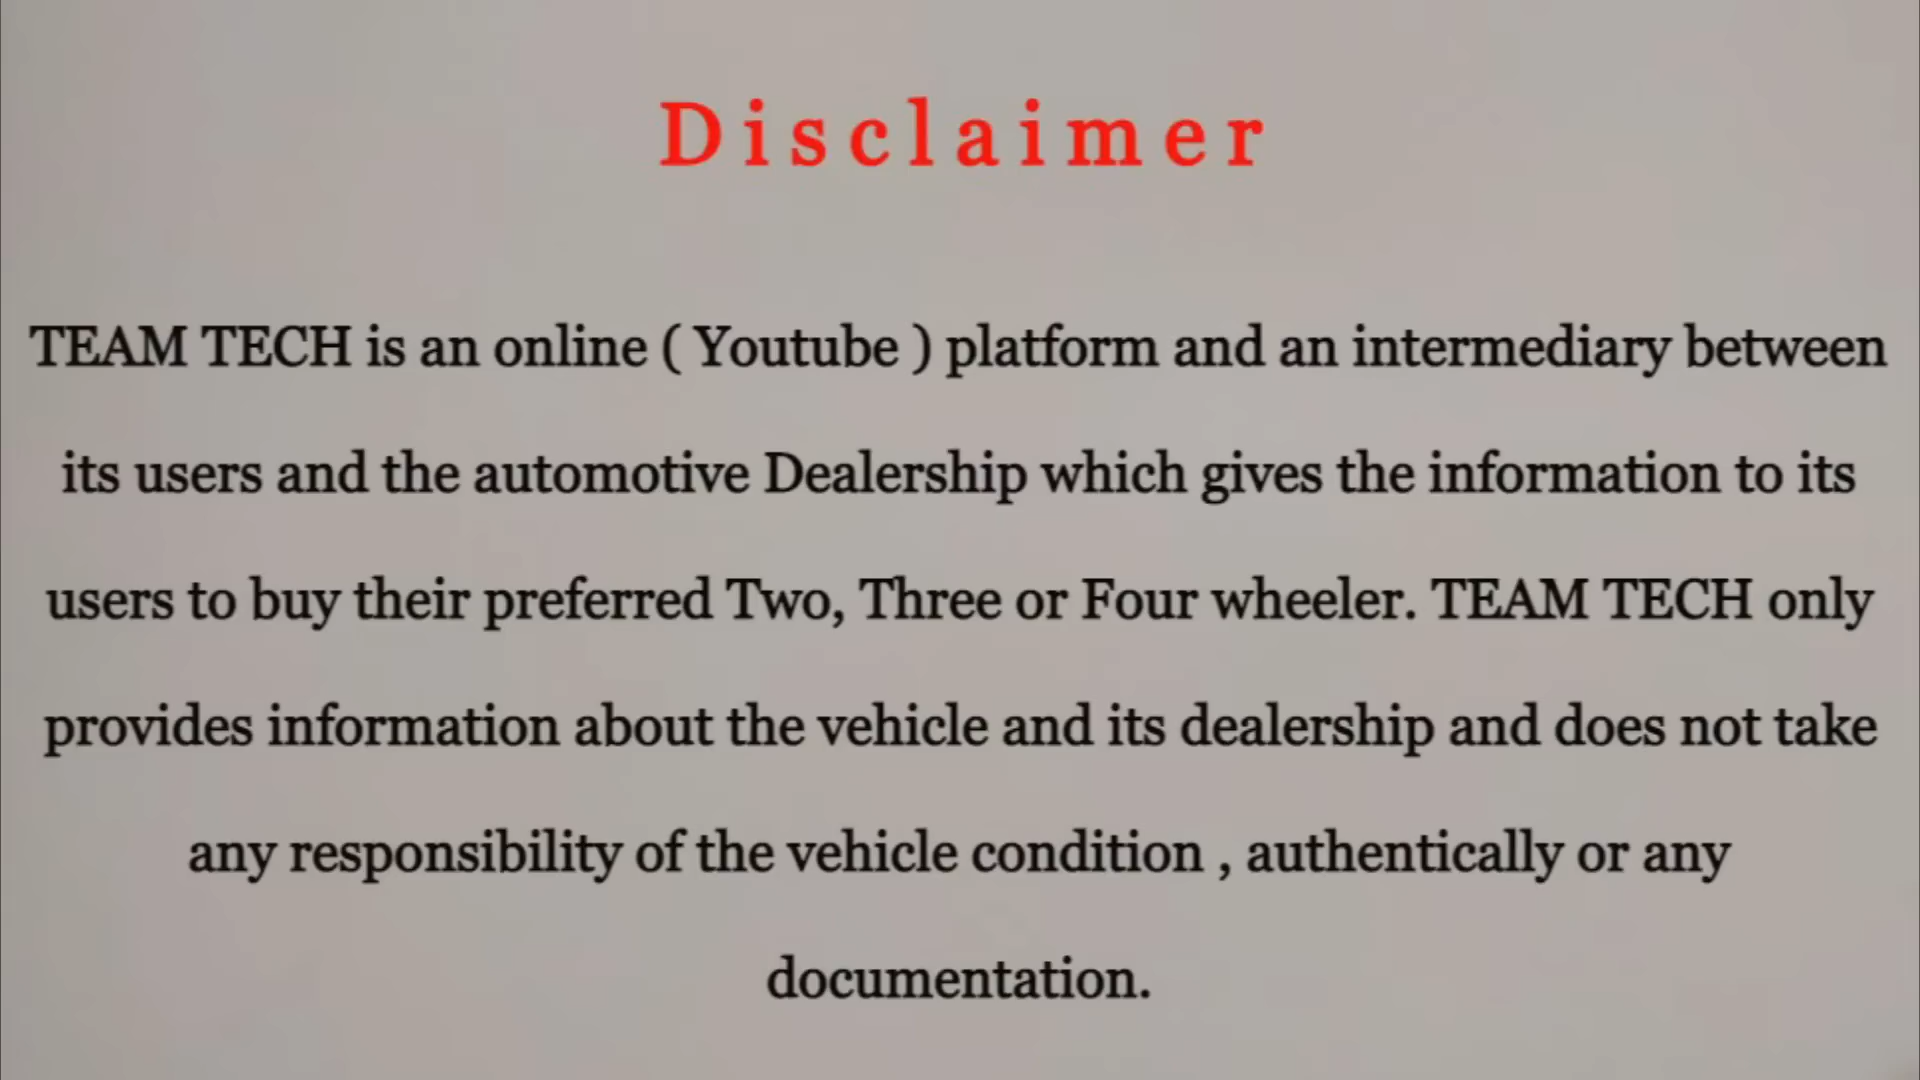 Disclaimer
TEAM TECH is an online ( Youtube ) platform and an intermediary between
its users and the automotive Dealership which gives the information to its
users to buy their preferred Two, Three or Four wheeler. TEAM TECH only
provides information about the vehicle and its dealership and does not take
any responsibility of the vehicle condition , authentically or any
documentation.